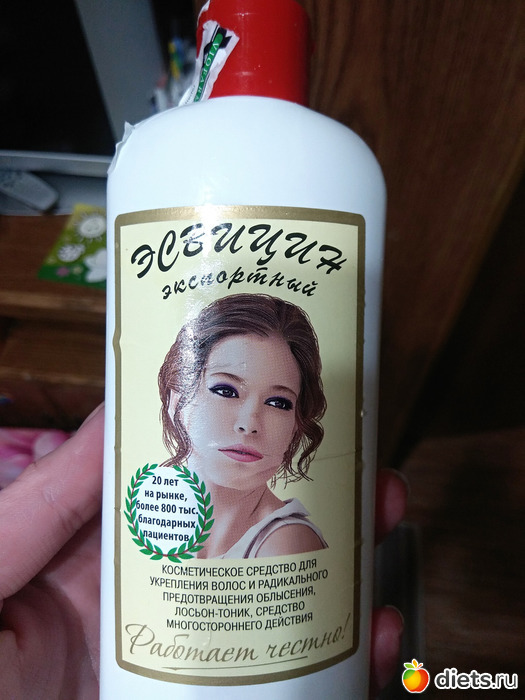 ЭСВИЦИН
экспортный
20 лет
на рынке,
более 800 тыс.
благодарных
пациентов
КОСМЕТИЧЕСКОЕ СРЕДСТВО ДЛЯ
УКРЕПЛЕНИЯ ВОЛОС И РАДИКАЛЬНОГО
ПРЕДОТВРАЩЕНИЯ ОБЛЫСЕНИЯ,
ЛОСЬОН-ТОНИК, СРЕДСТВО
МНОГОСТОРОННЕГО ДЕЙСТВИЯ
Работает честно!
diets.ru